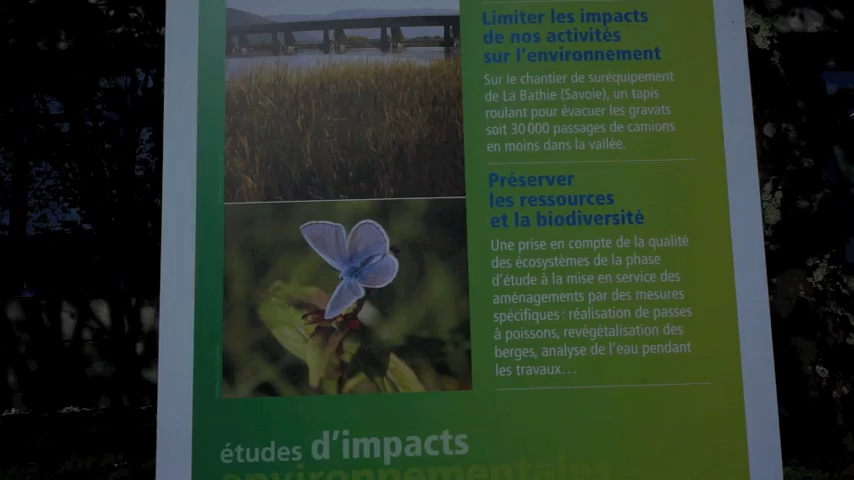 Limiter les impacts
de nos activités
sur l'environnement
Sur le chantier de suréquipement
de La Bathie (Savoie), un tapis
roulant pour évacuer les gravats
soit 30 000 passages de camions
en moins dans la vallée.
Préserver
les ressources
et la biodiversité
Une prise en compte de la qualité
des écosystèmes de la phase
d'étude à la mise en service des
aménagements par des mesures
spécifiques : réalisation de passes
à poissons, revégétalisation des
berges, analyse de l'eau pendant
les travaux...
études d'impacts
environnementales